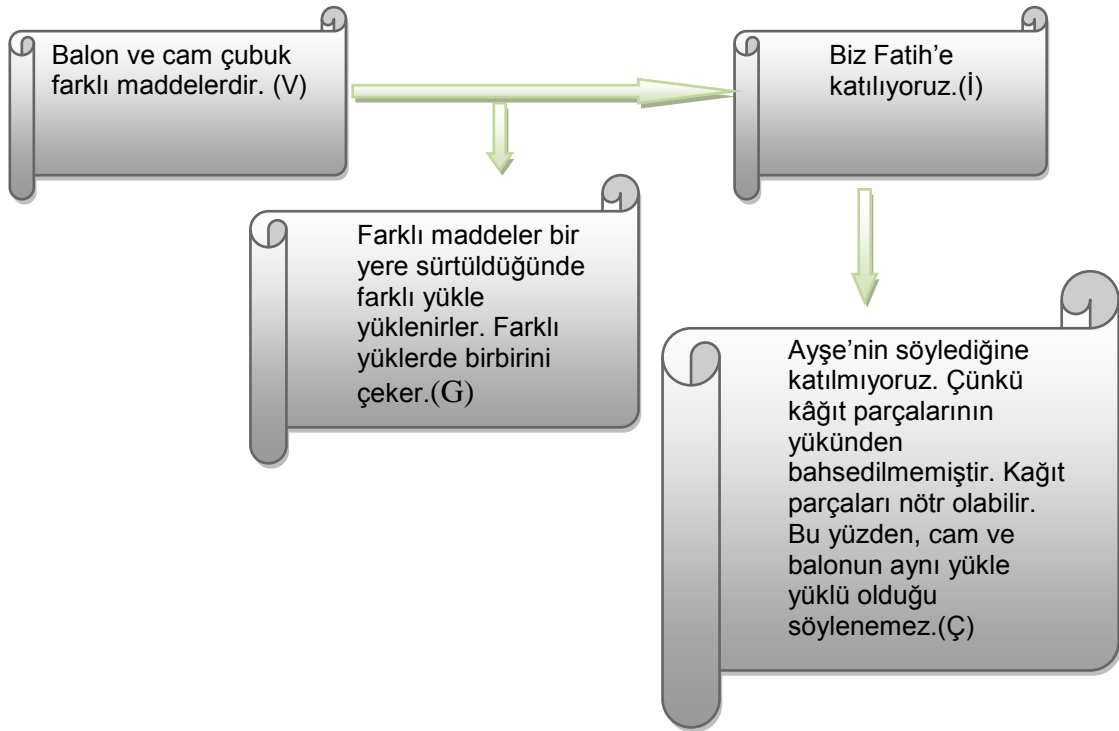 Balon ve cam çubuk
farklı maddelerdir. (V)
Biz Fatih’e
katılıyoruz.(İ)
Farklı maddeler bir
yere sürtüldüğünde
farklı yükle
yüklenirler. Farklı
yüklerde birbirini
çeker.(G)
Ayşe’nin söylediğine
katılmıyoruz. Çünkü
kâğıt parçalarının
yükünden
bahsedilmemiştir. Kağıt
parçaları nötr olabilir.
Bu yüzden, cam ve
balonun aynı yükle
yüklü olduğu
söylenemez.(Ç)